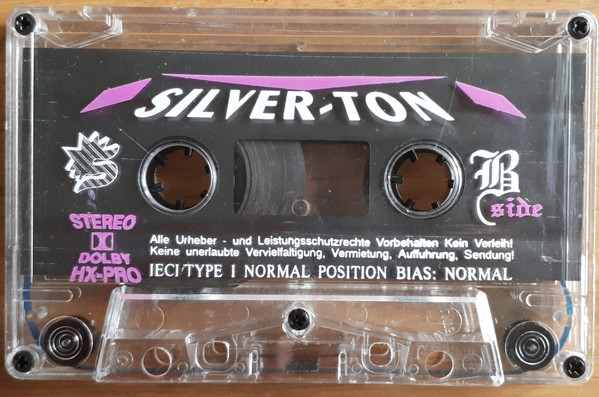 SILVER-TON
B
side
STEREO
DOLBY
HX-PRO
Alle Urheber - und Leistungsschutzrechte Vorbehalten Kein Verleih!
Keine unerlaubte Vervielfaltigung, Vermietung, Auffuhrung, Sendung!
IECI/TYPE I NORMAL POSITION BIAS: NORMAL